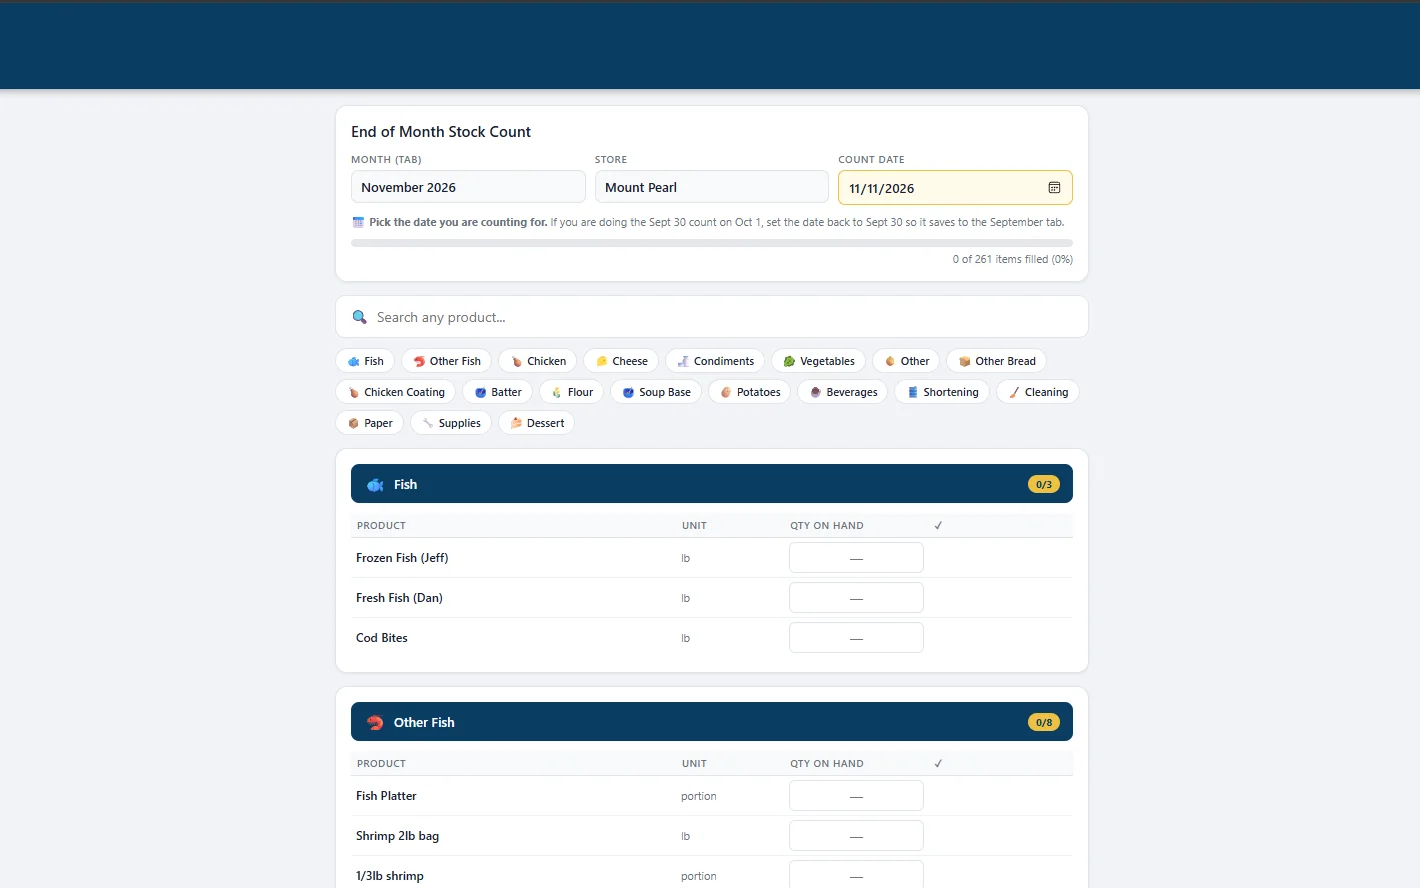 End of Month Stock Count
MONTH (TAB) STORE COUNT DATE
November 2026 Mount Pearl 11/11/2026
Pick the date you are counting for. If you are doing the Sept 30 count on Oct 1, set the date back to Sept 30 so it saves to the September tab.
0 of 261 items filled (0%)
Search any product...
Fish Other Fish Chicken Cheese Condiments Vegetables Other Other Bread
Chicken Coating Batter Flour Soup Base Potatoes Beverages Shortening Cleaning
Paper Supplies Dessert
Fish 0/3
PRODUCT UNIT QTY ON HAND ✓
Frozen Fish (Jeff) lb —
Fresh Fish (Dan) lb —
Cod Bites lb —
Other Fish 0/8
PRODUCT UNIT QTY ON HAND ✓
Fish Platter portion —
Shrimp 2lb bag lb —
1/3lb shrimp portion —